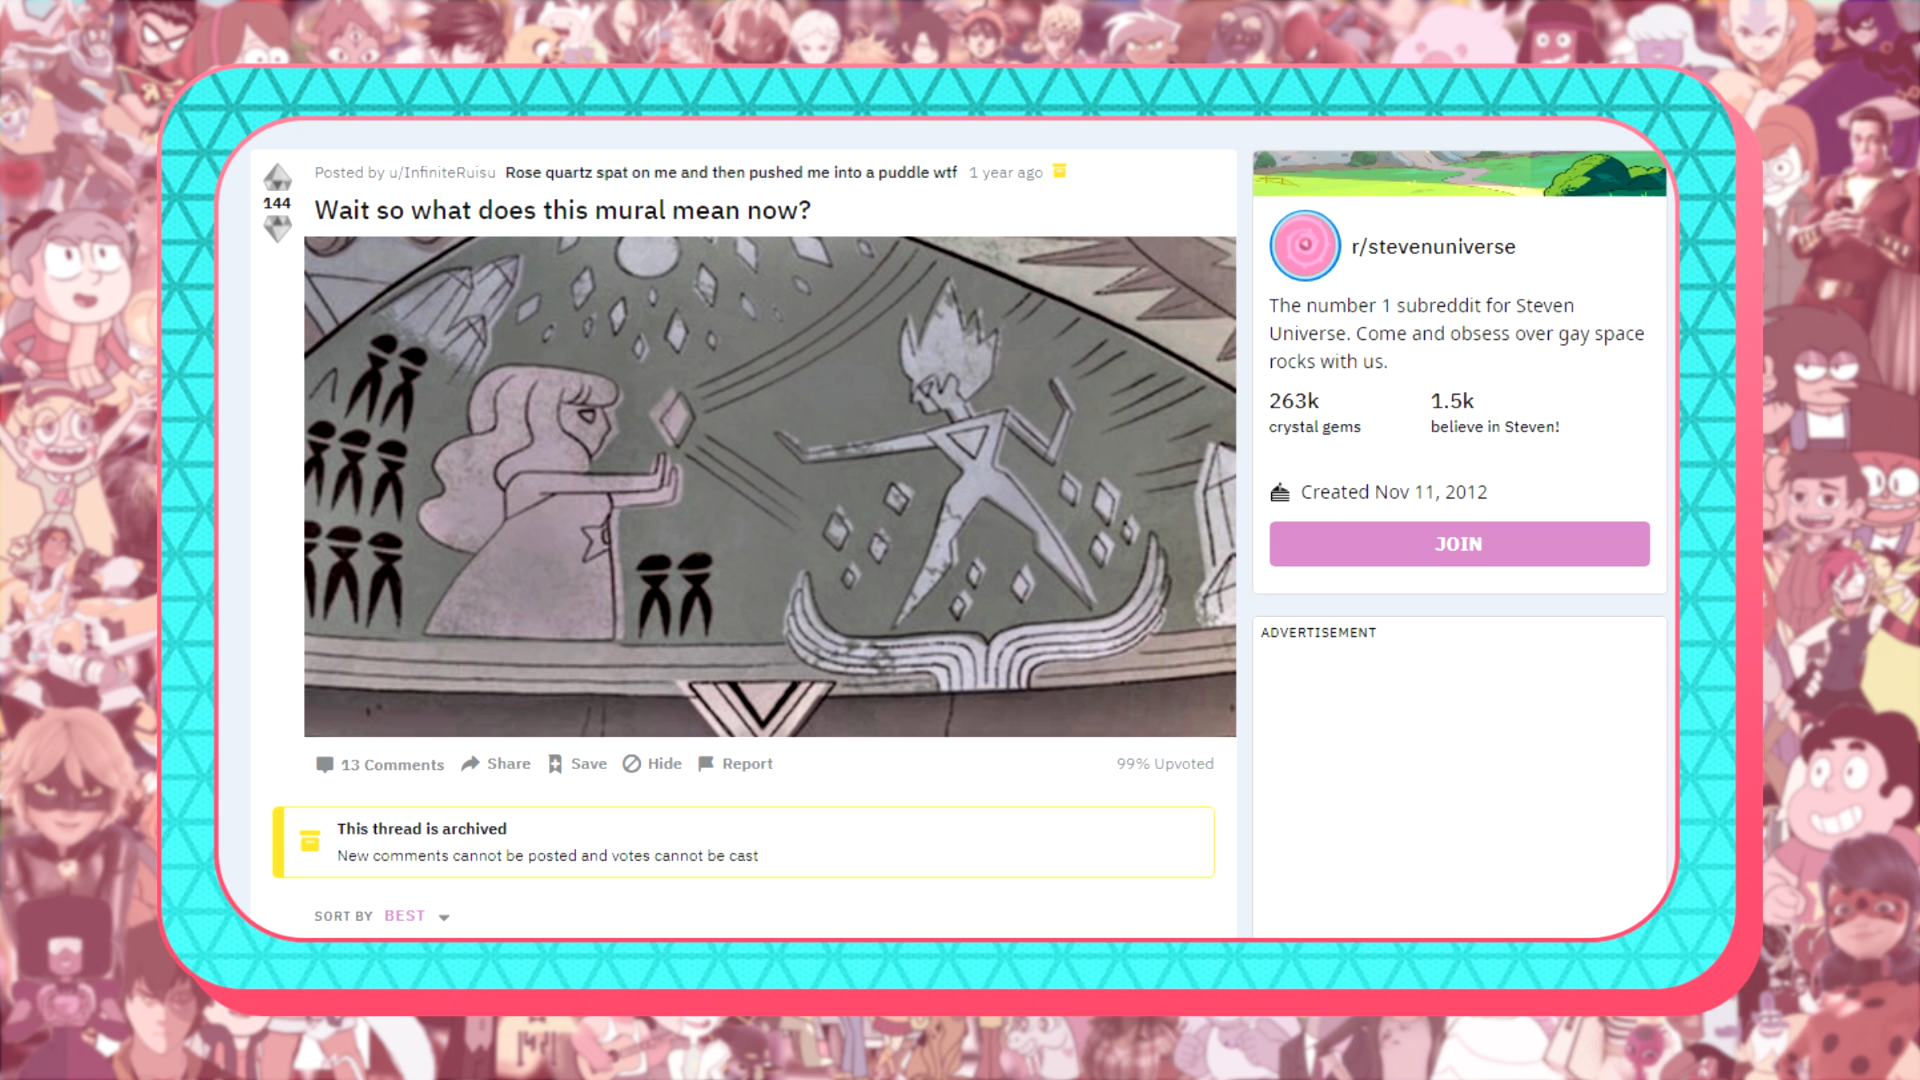 Posted by u/InfiniteRuisu Rose quartz spat on me and then pushed me into a puddle wtf 1 year ago
144
Wait so what does this mural mean now?
13 Comments Share Save Hide Report 99% Upvoted
This thread is archived
New comments cannot be posted and votes cannot be cast
SORT BY BEST
r/stevenuniverse
The number 1 subreddit for Steven
Universe. Come and obsess over gay space
rocks with us.
263k 1.5k
crystal gems believe in Steven!
Created Nov 11, 2012
JOIN
ADVERTISEMENT